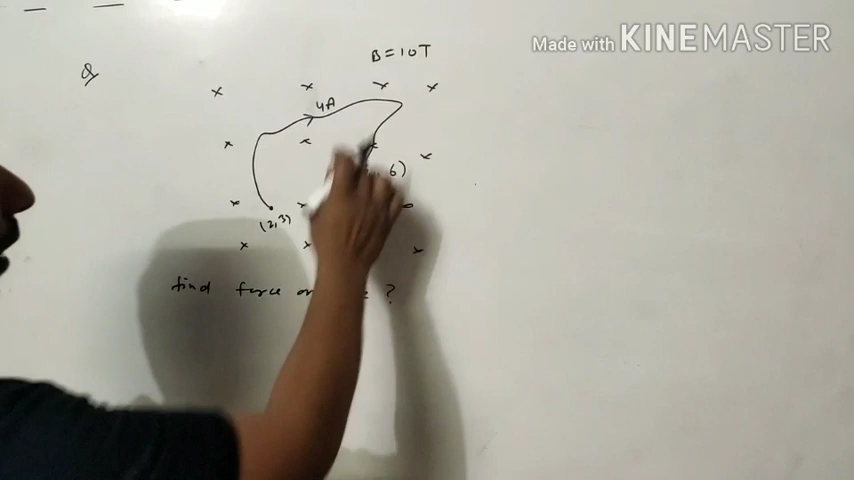 Made with KINEMASTER
B=10T
Q
4A
6)
(2,3)
find force ?